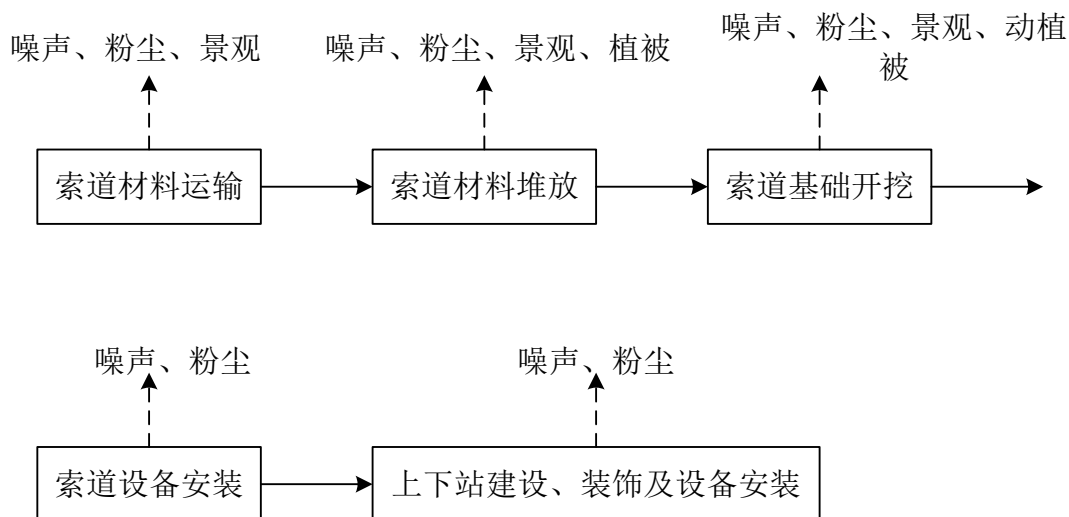 噪声、粉尘、景观
噪声、粉尘、景观、植被
噪声、粉尘、景观、动植
被
索道材料运输
索道材料堆放
索道基础开挖
噪声、粉尘
噪声、粉尘
索道设备安装
上下站建设、装饰及设备安装